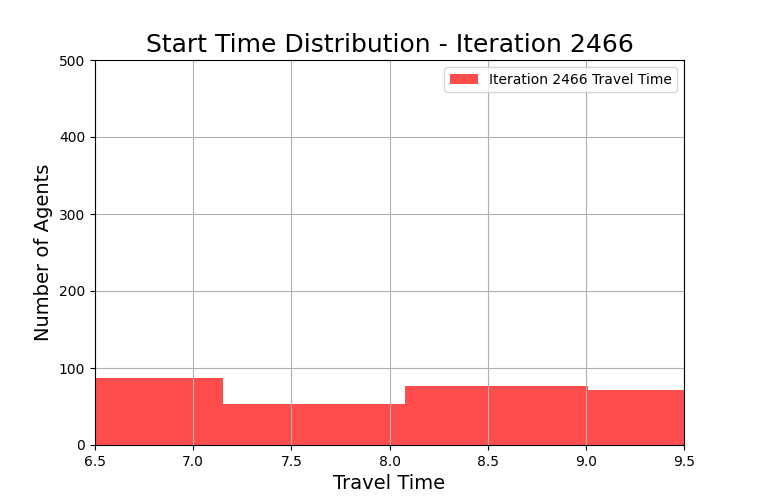 Start Time Distribution - Iteration 2466
500
Iteration 2466 Travel Time
400
300
200
100
0
Number of Agents
6.5 7.0 7.5 8.0 8.5 9.0 9.5
Travel Time